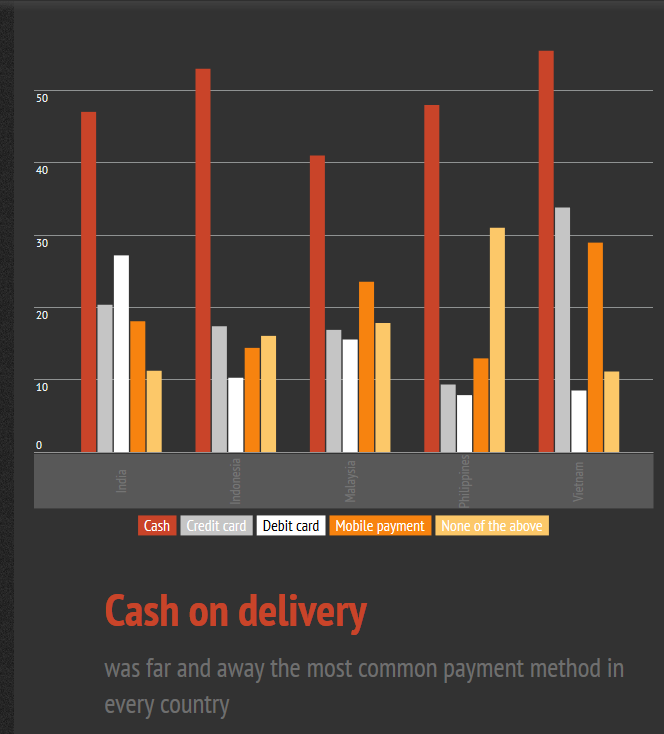 50
40
30
20
10
0
India
Indonesia
Malaysia
Philippines
Vietnam
Cash Credit card Debit card Mobile payment None of the above
Cash on delivery
was far and away the most common payment method in
every country